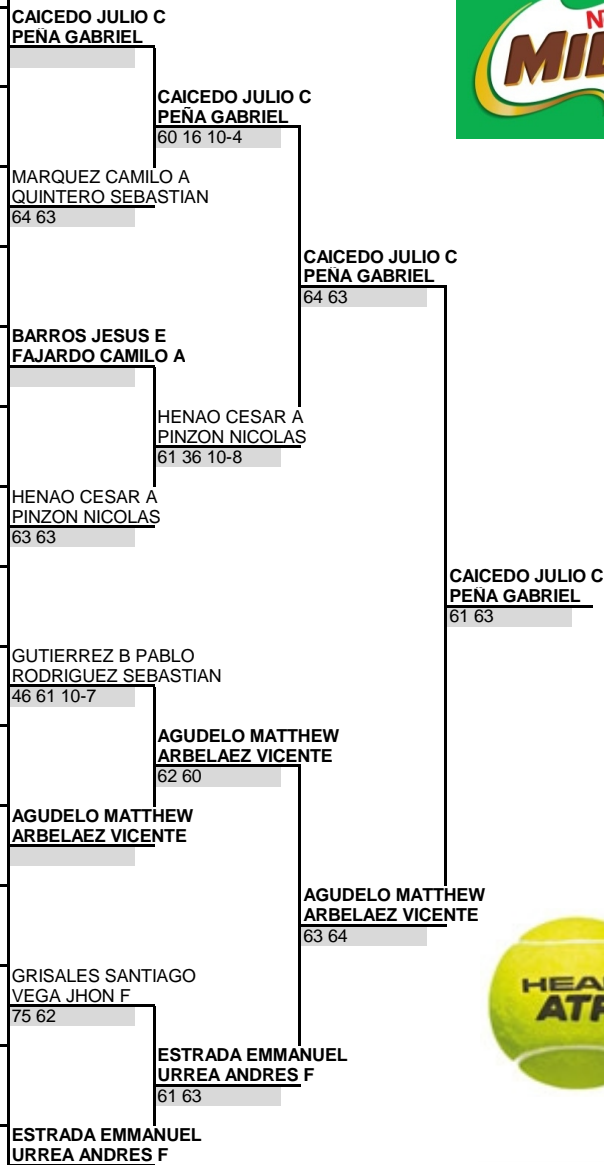 CAICEDO JULIO C
PEÑA GABRIEL
CAICEDO JULIO C
PEÑA GABRIEL
60 16 10-4
MARQUEZ CAMILO A
QUINTERO SEBASTIAN
64 63
CAICEDO JULIO C
PEÑA GABRIEL
64 63
BARROS JESUS E
FAJARDO CAMILO A
HENAO CESAR A
PINZON NICOLAS
61 36 10-8
HENAO CESAR A
PINZON NICOLAS
63 63
CAICEDO JULIO C
PEÑA GABRIEL
61 63
GUTIERREZ B PABLO
RODRIGUEZ SEBASTIAN
46 61 10-7
AGUDELO MATTHEW
ARBELAEZ VICENTE
62 60
AGUDELO MATTHEW
ARBELAEZ VICENTE
AGUDELO MATTHEW
ARBELAEZ VICENTE
63 64
GRISALES SANTIAGO
VEGA JHON F
75 62
ESTRADA EMMANUEL
URREA ANDRES F
61 63
ESTRADA EMMANUEL
URREA ANDRES F